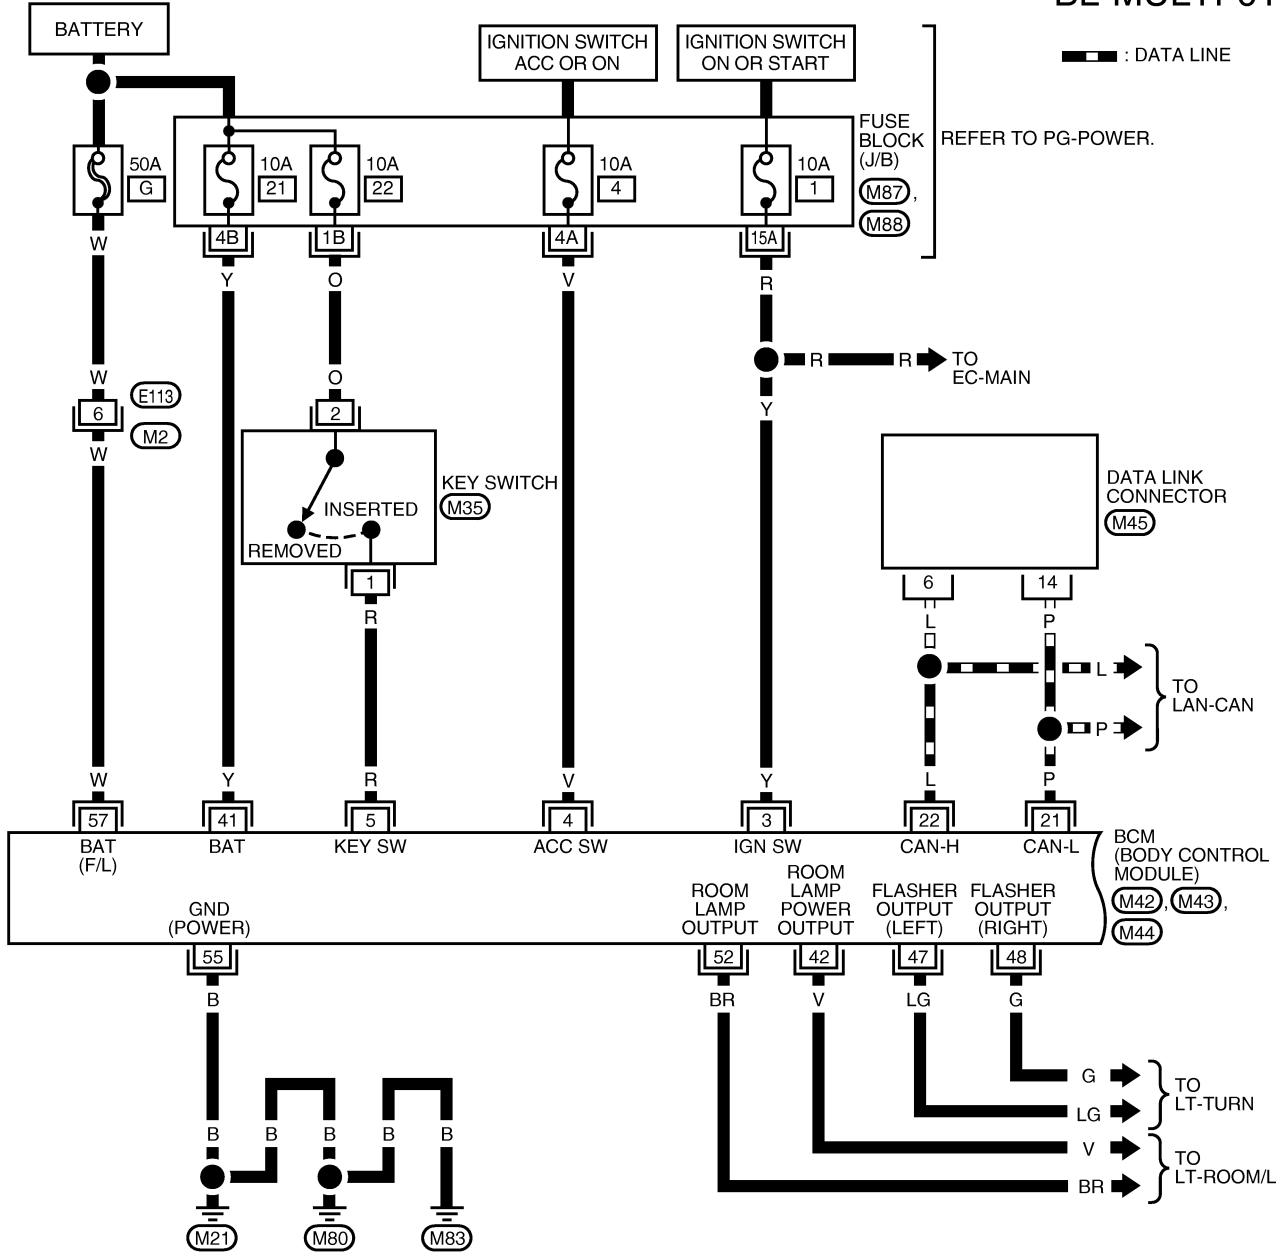 BATTERY
IGNITION SWITCH
ACC OR ON
IGNITION SWITCH
ON OR START
: DATA LINE
50A
G
10A
21
10A
22
10A
4
10A
1
FUSE
BLOCK
(J/B)
M87 ,
M88
REFER TO PG-POWER.
4B
1B
4A
15A
W
Y
O
V
R
R
R
TO
EC-MAIN
W
O
Y
6
E113
M2
2
W
KEY SWITCH
M35
INSERTED
REMOVED
1
R
DATA LINK
CONNECTOR
M45
6
14
L
P
L
P
TO
LAN-CAN
W
Y
R
V
Y
L
P
57
41
5
4
3
22
21
BAT
(F/L)
BAT
KEY SW
ACC SW
IGN SW
CAN-H
CAN-L
BCM
(BODY CONTROL
MODULE)
M42 , M43 ,
M44
GND
(POWER)
ROOM
LAMP
OUTPUT
ROOM
LAMP
POWER
OUTPUT
FLASHER
OUTPUT
(LEFT)
FLASHER
OUTPUT
(RIGHT)
55
52
42
47
48
B
BR
V
LG
G
G
LG
TO
LT-TURN
V
BR
TO
LT-ROOM/L
B
B
B
B
B
M21
M80
M83